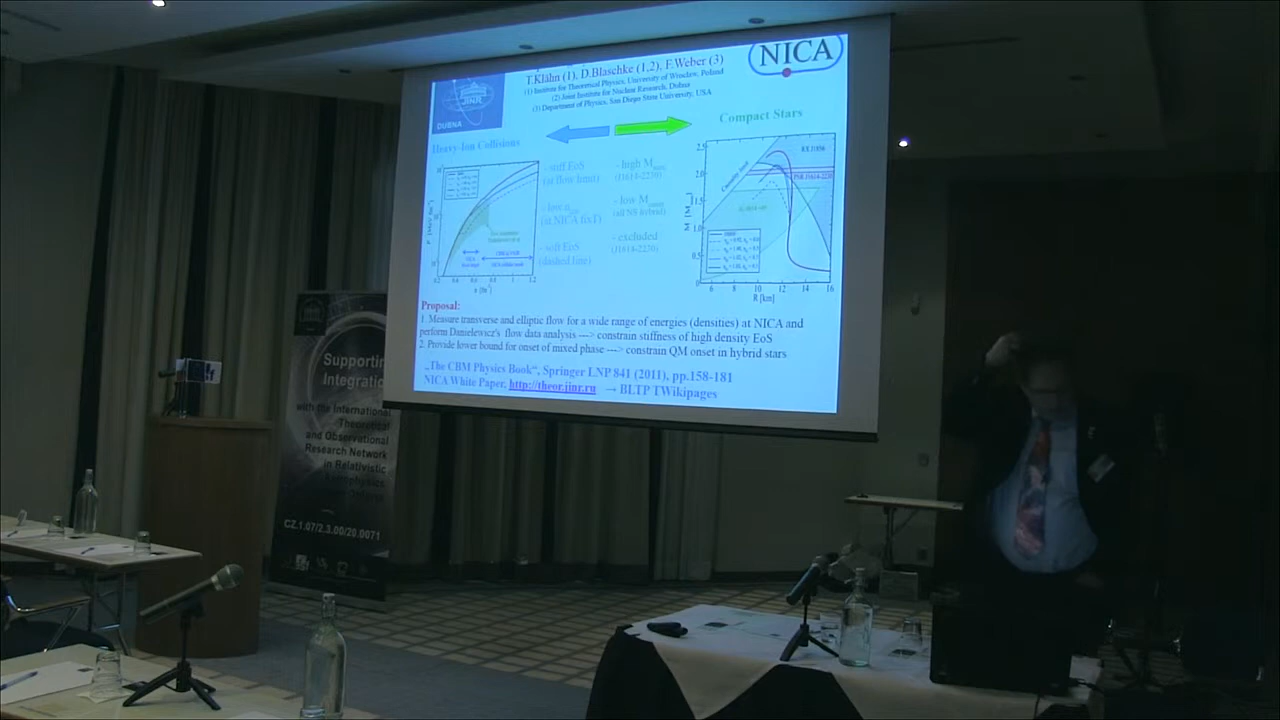 T.Klähn (1), D.Blaschke (1,2), F.Weber (3)
(1) Institute for Theoretical Physics, University of Wroclaw, Poland
(2) Joint Institute for Nuclear Research, Dubna
(3) Department of Physics, San Diego State University, USA
NICA
JINR
DUBNA
Heavy-Ion Collisions
Compact Stars
- stiff EoS
(at flow limit)
- high M
(J1614-2230)
- low n
(at NICA fixT)
- low M
(all NS hybrid)
- soft EoS
(dashed line)
- excluded
(J1614-2230)
R [km]
Proposal:
1. Measure transverse and elliptic flow for a wide range of energies (densities) at NICA and
perform Danielewicz's flow data analysis ---> constrain stiffness of high density EoS
2. Provide lower bound for onset of mixed phase ---> constrain QM onset in hybrid stars
„The CBM Physics Book“, Springer LNP 841 (2011), pp.158-181
NICA White Paper, http://theor.jinr.ru → BLTP TWikipages
Supporting
Integration
with the International
Theoretical
and Observational
Research Network
in Relativistic
Astrophysics
CZ.1.07/2.3.00/20.0071